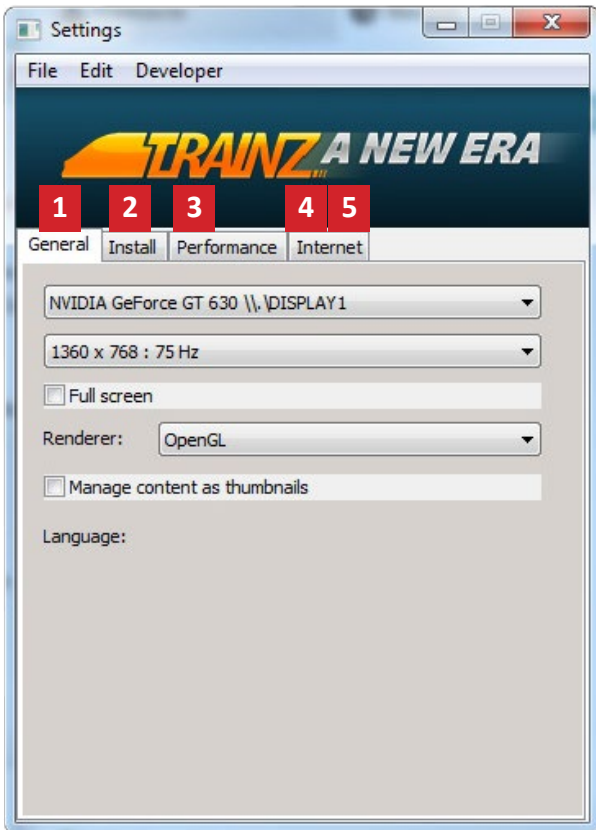 Settings
File Edit Developer
TRAINZ A NEW ERA
1 2 3 4 5
General Install Performance Internet
NVIDIA GeForce GT 630 \\.\DISPLAY1
1360 x 768 : 75 Hz
Full screen
Renderer: OpenGL
Manage content as thumbnails
Language: